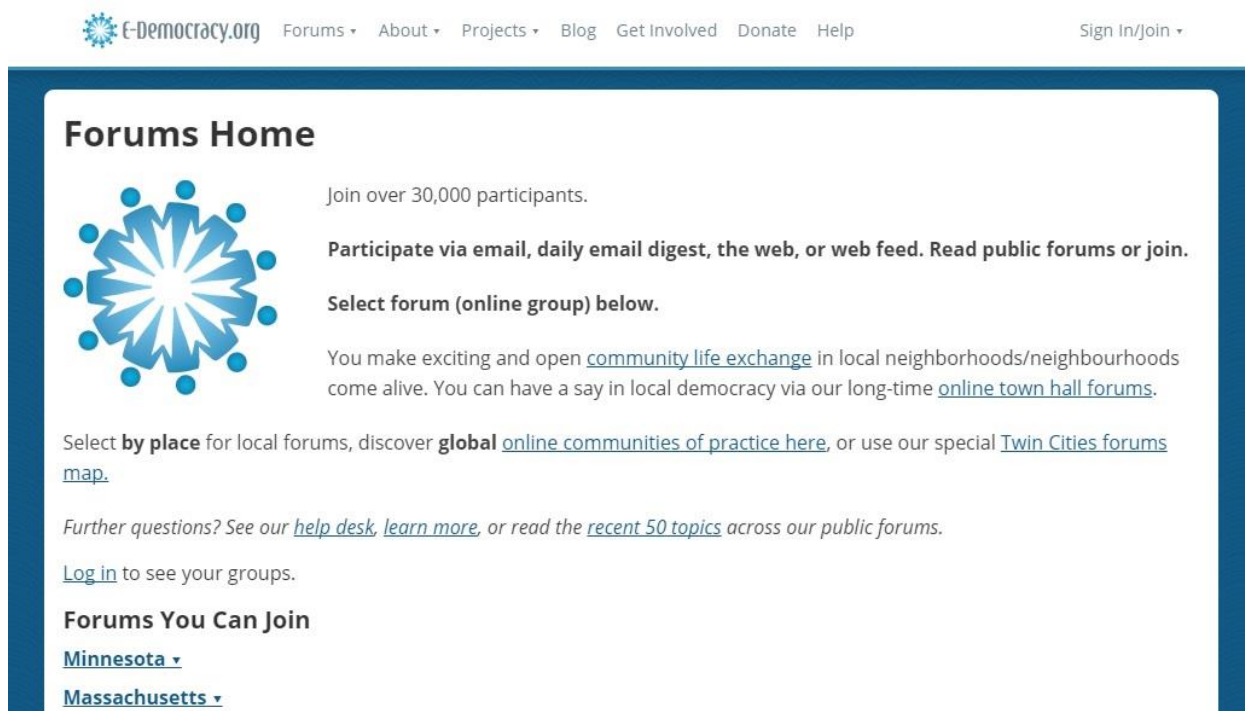 E-Democracy.org Forums ▾ About ▾ Projects ▾ Blog Get Involved Donate Help Sign In/Join ▾
Forums Home
Join over 30,000 participants.
Participate via email, daily email digest, the web, or web feed. Read public forums or join.
Select forum (online group) below.
You make exciting and open community life exchange in local neighborhoods/neighbourhoods
come alive. You can have a say in local democracy via our long-time online town hall forums.
Select by place for local forums, discover global online communities of practice here, or use our special Twin Cities forums
map.
Further questions? See our help desk, learn more, or read the recent 50 topics across our public forums.
Log in to see your groups.
Forums You Can Join
Minnesota ▾
Massachusetts ▾